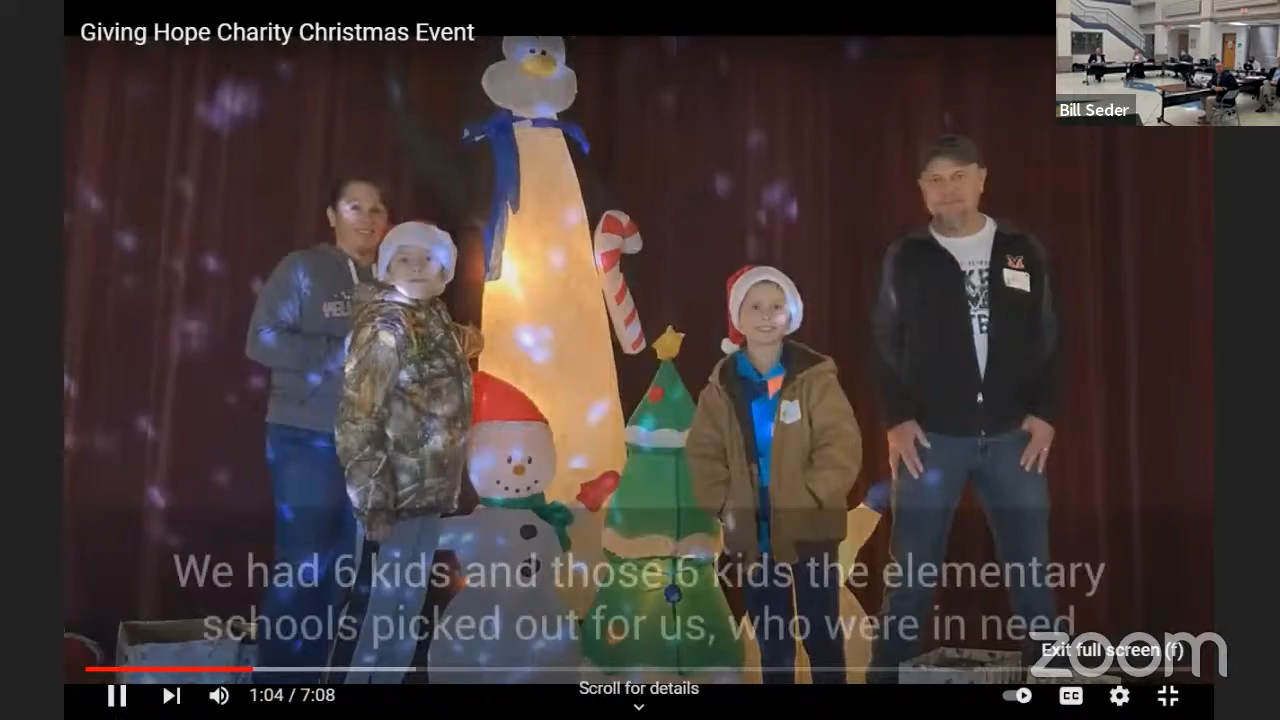 Giving Hope Charity Christmas Event
Bill Seder
We had 6 kids and those 6 kids the elementary
schools picked out for us, who were in need
Exit full screen (f)
zoom
1:04 / 7:08
Scroll for details
CC